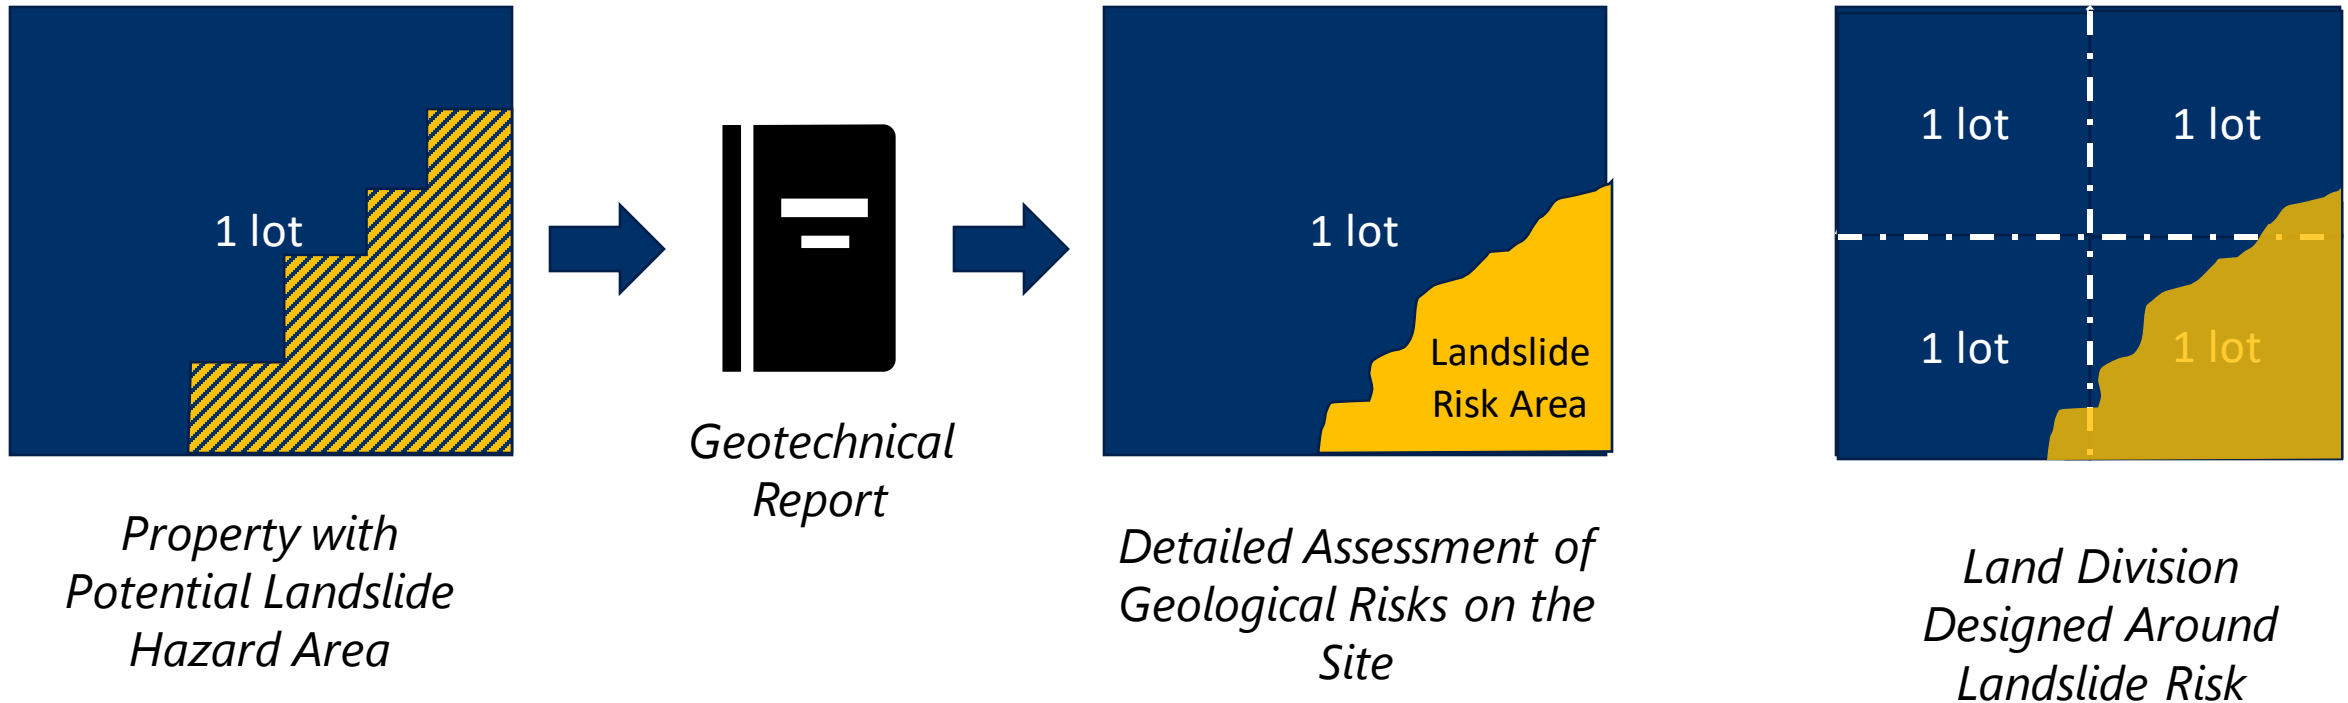 1 lot
Property with
Potential Landslide
Hazard Area
Geotechnical
Report
1 lot
Landslide
Risk Area
Detailed Assessment of
Geological Risks on the
Site
1 lot
1 lot
1 lot
1 lot
Land Division
Designed Around
Landslide Risk